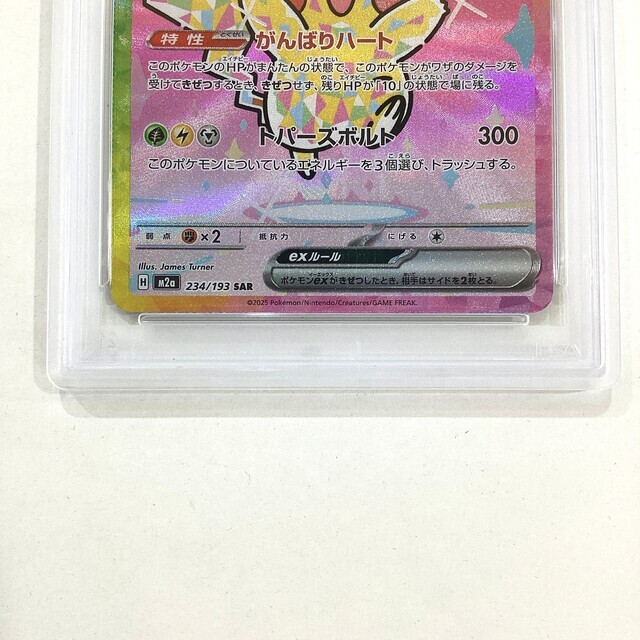 特性 とくせい がんばりハート
このポケモンのHPがまんたんの状態で、このポケモンがワザのダメージを
受けてきぜつするとき、きぜつせず、残りHPが「10」の状態で場に残る。
トパーズボルト 300
このポケモンについているエネルギーを3個選び、トラッシュする。
弱点 ×2 抵抗力 にげる
exルール
ポケモンexがきぜつしたとき、相手はサイドを2枚とる。
Illus. James Turner
H m2a 234/193 SAR
©2025 Pokémon/Nintendo/Creatures/GAME FREAK.